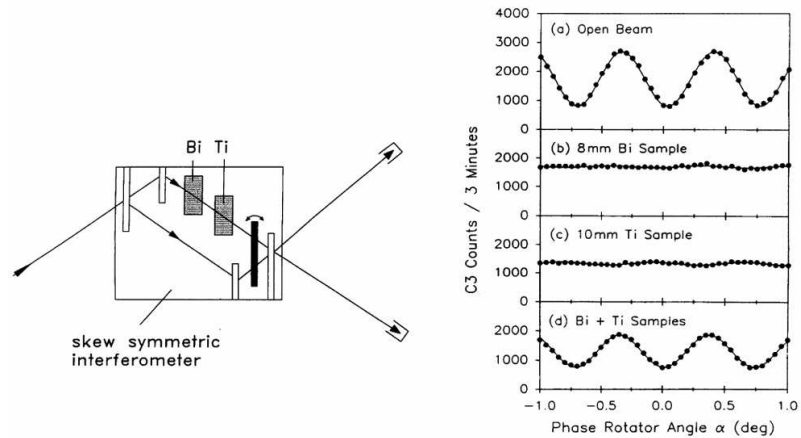 Bi Ti
skew symmetric
interferometer
C3 Counts / 3 Minutes
4000
3000
2000
1000
0
(a) Open Beam
2000
1000
0
(b) 8mm Bi Sample
2000
1000
0
(c) 10mm Ti Sample
2000
1000
0
(d) Bi + Ti Samples
−1.0 −0.5 0.0 0.5 1.0
Phase Rotator Angle α (deg)